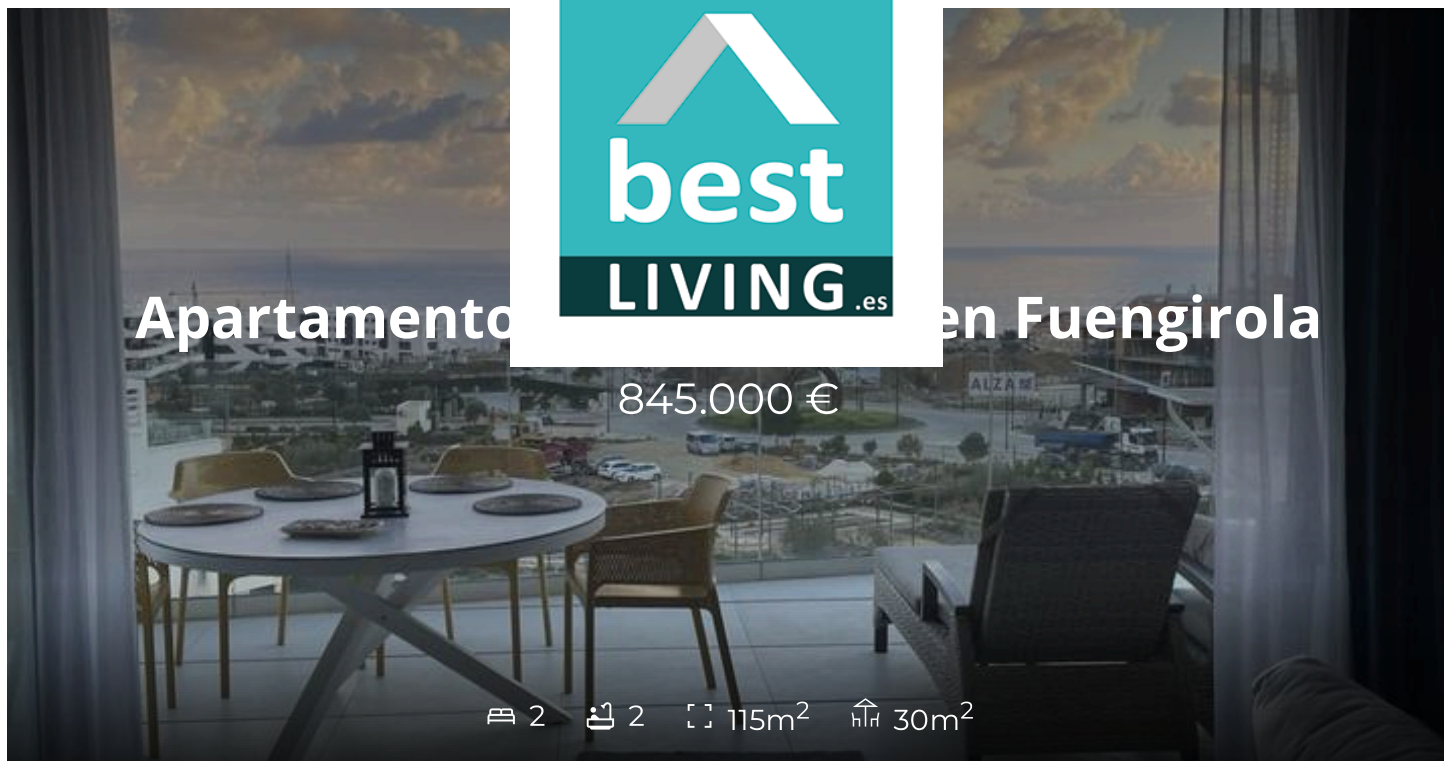 best
LIVING.es
Apartamento en Fuengirola
845.000 €
ALZA
2 2 115m² 30m²